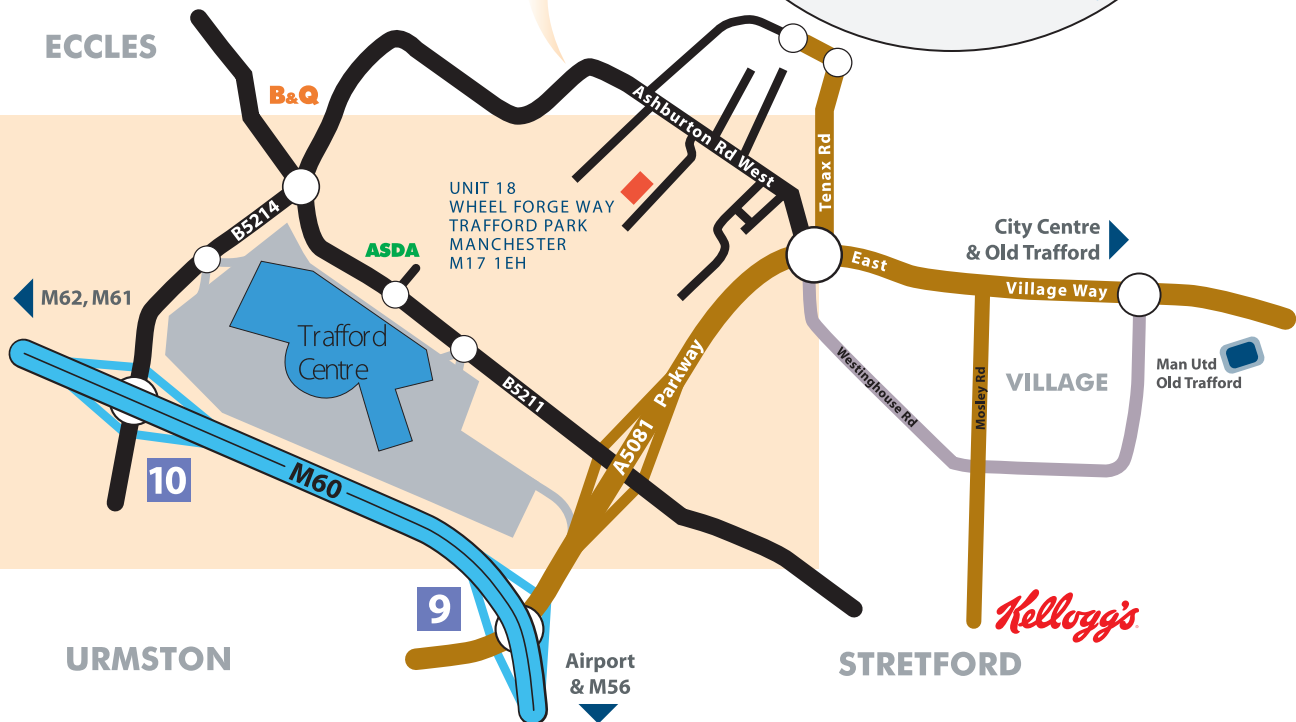 ECCLES
B&Q
Ashburton Rd West
Tenax Rd
UNIT 18
WHEEL FORGE WAY
TRAFFORD PARK
MANCHESTER
M17 1EH
B5214
ASDA
City Centre
& Old Trafford
East
Village Way
M62, M61
Trafford
Centre
Parkway
Westinghouse Rd
Mosley Rd
VILLAGE
Man Utd
Old Trafford
B5211
A5081
10
M60
9
Kellogg's
URMSTON
Airport
& M56
STRETFORD